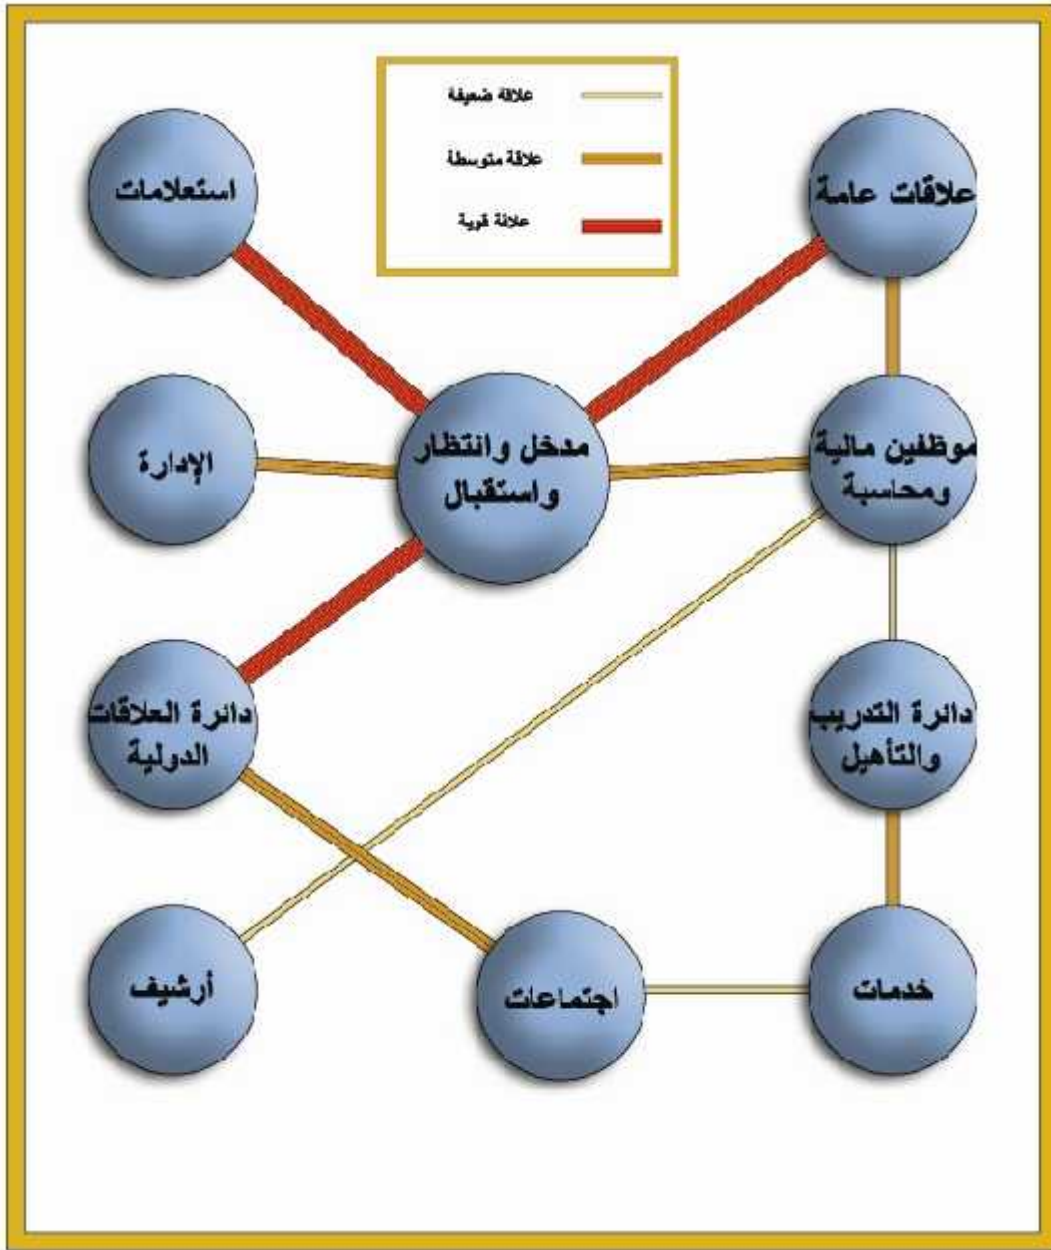 علاقة ضعيفة
علاقة متوسطة
علاقة قوية
علاقات عامة
استعلامات
موظفين مالية
ومحاسبة
مدخل وانتظار
واستقبال
الإدارة
دائرة التدريب
والتأهيل
دائرة العلاقات
الدولية
خدمات
اجتماعات
أرشيف